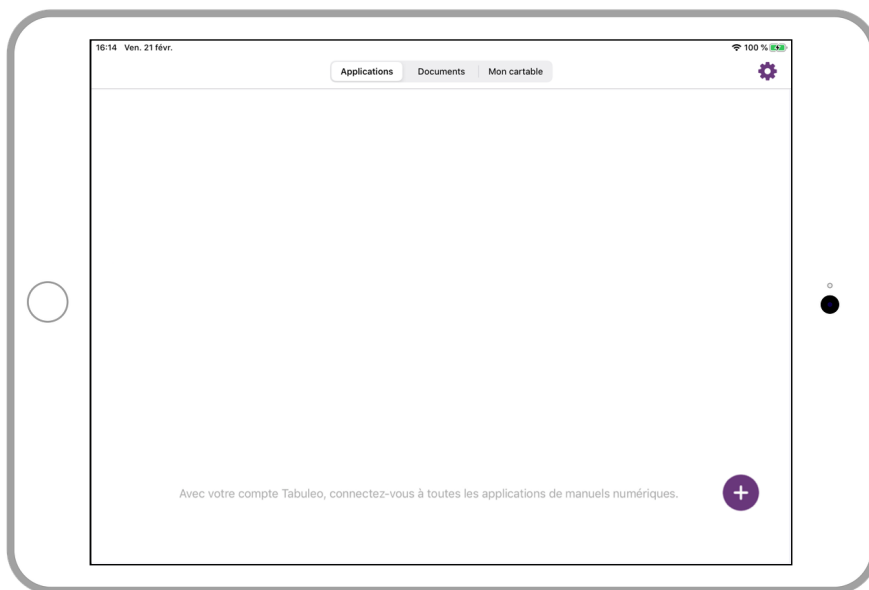 16:14 Ven. 21 févr.
100 %
Applications Documents Mon cartable
Avec votre compte Tabuleo, connectez-vous à toutes les applications de manuels numériques.